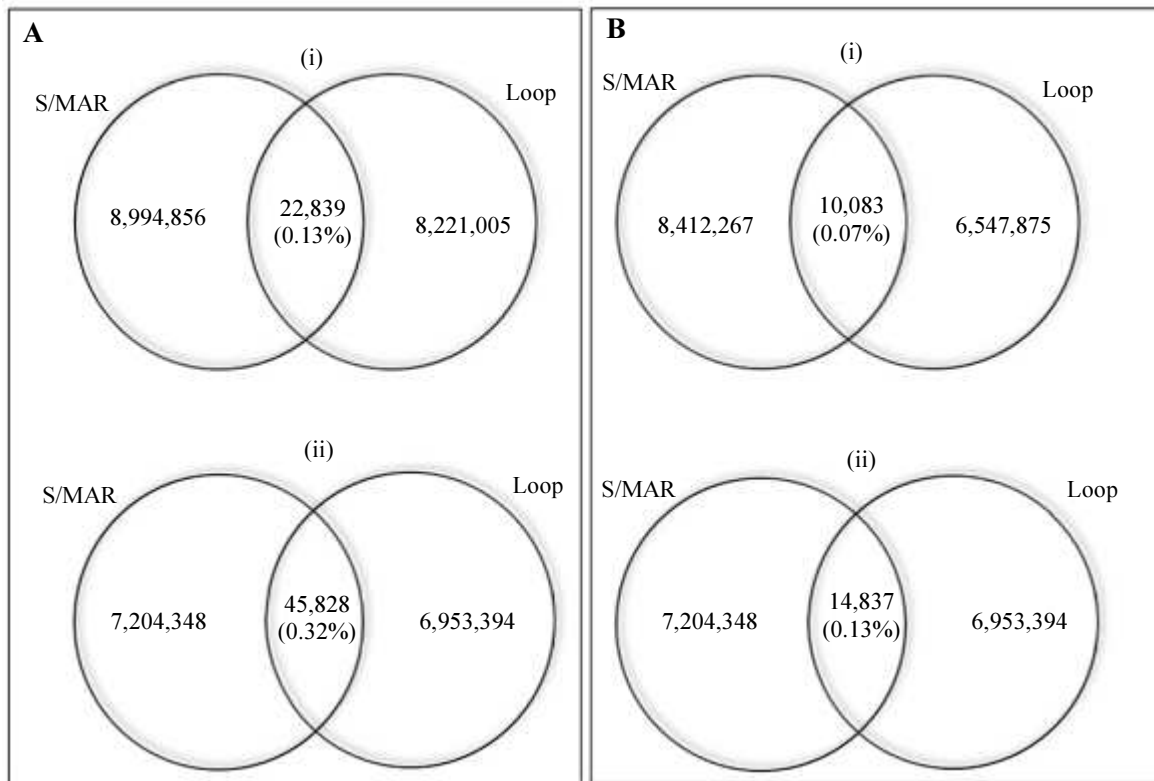 A
(i)
S/MAR
Loop
8,994,856
22,839
(0.13%)
8,221,005
(ii)
S/MAR
Loop
7,204,348
45,828
(0.32%)
6,953,394
B
(i)
S/MAR
Loop
8,412,267
10,083
(0.07%)
6,547,875
(ii)
S/MAR
Loop
7,204,348
14,837
(0.13%)
6,953,394